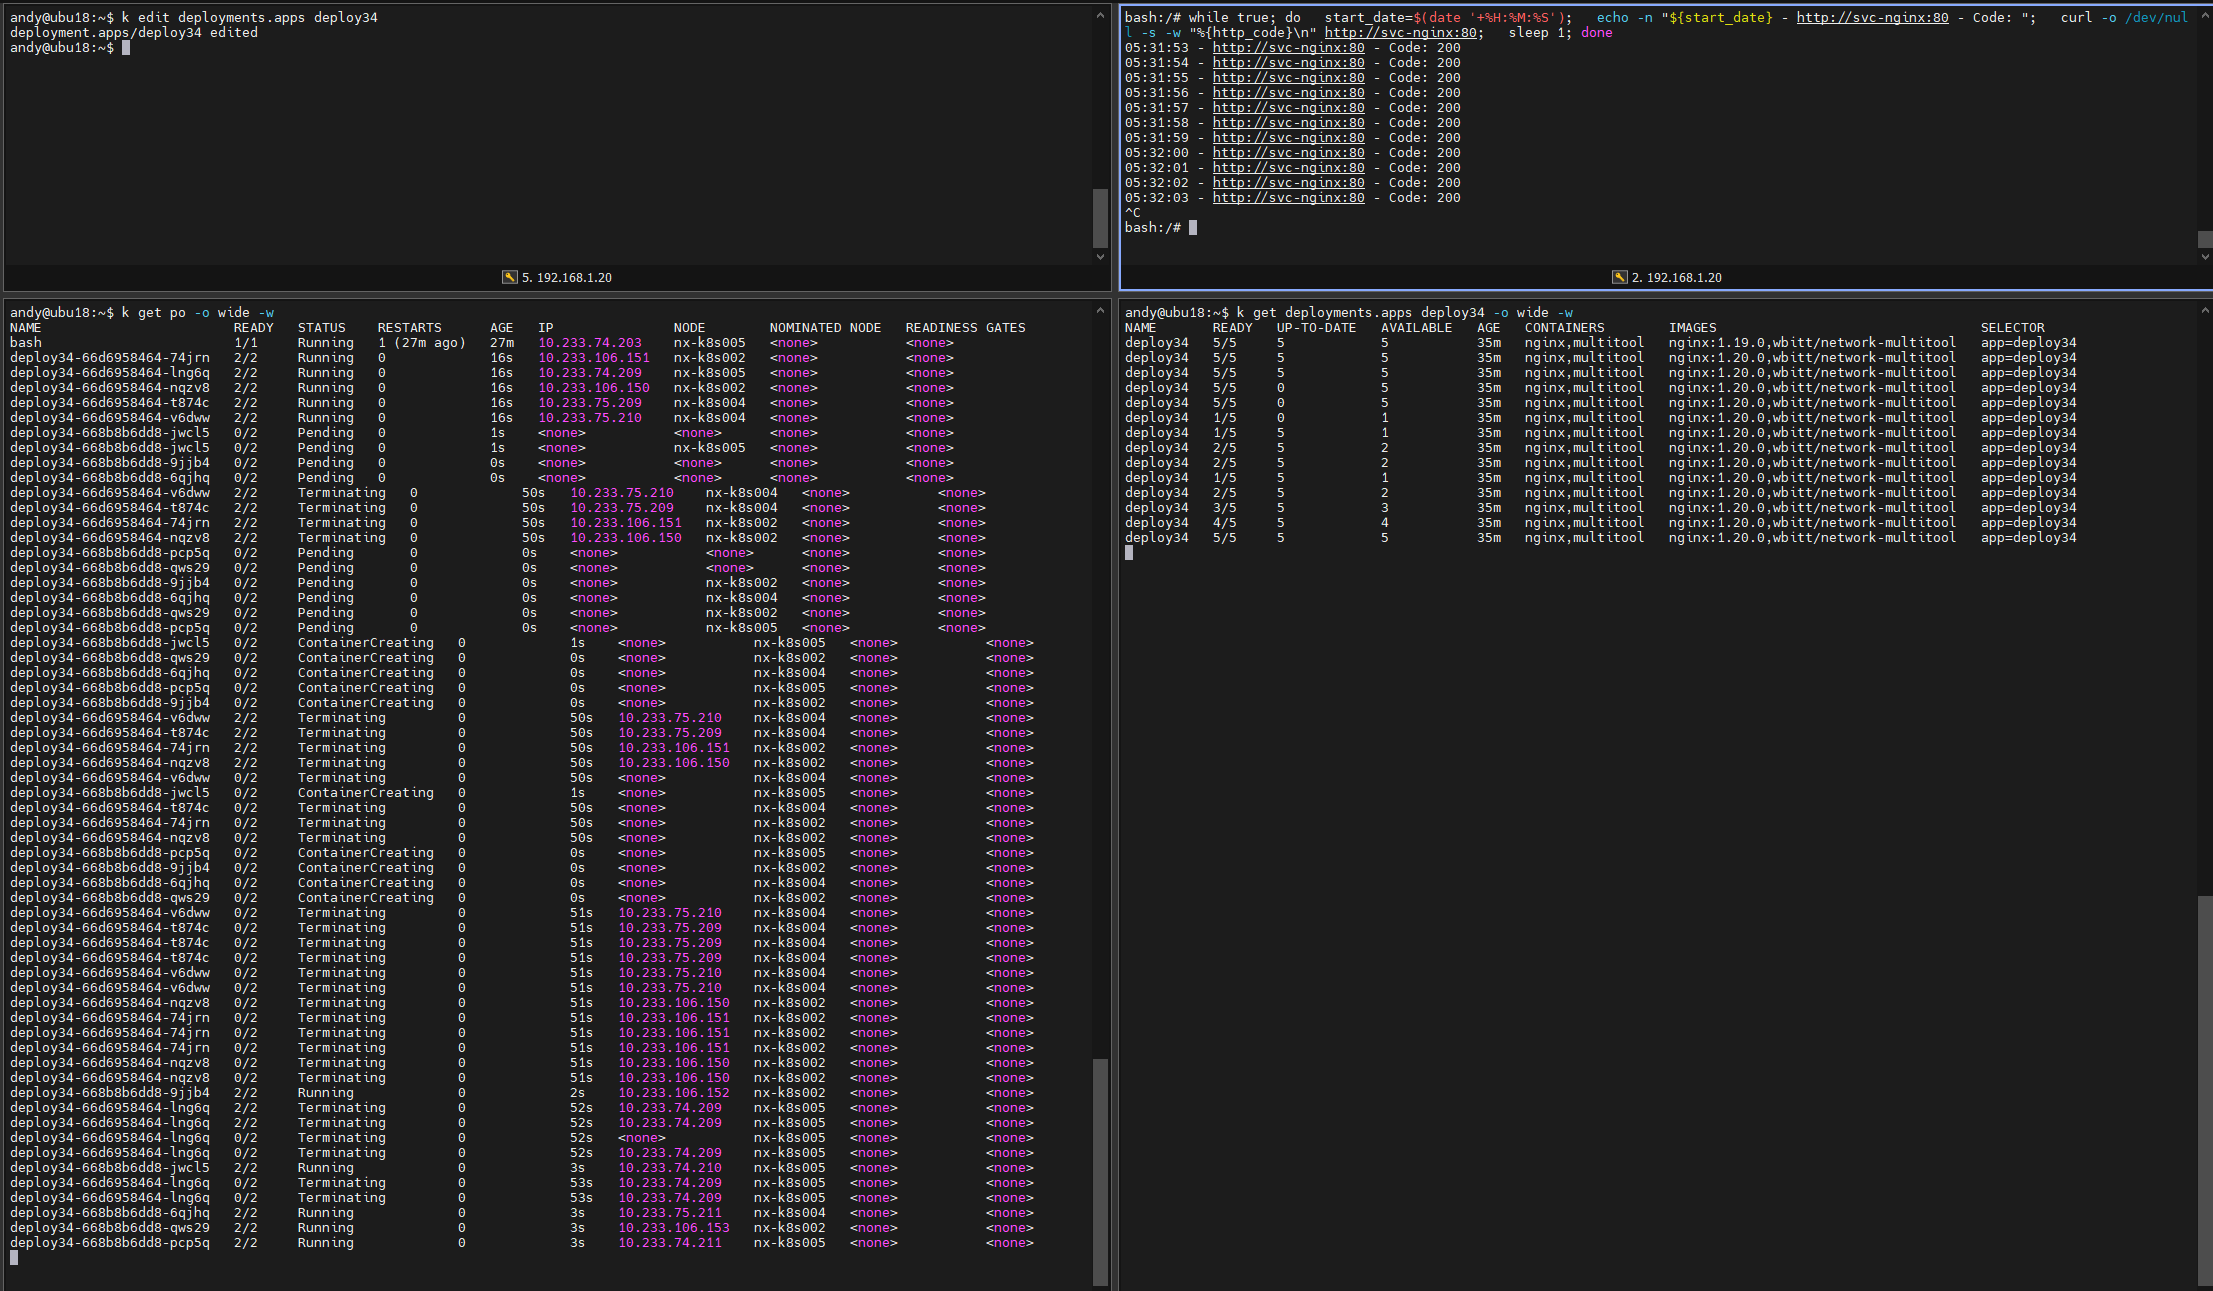 andy@ubu18:~$ k edit deployments.apps deploy34
deployment.apps/deploy34 edited
andy@ubu18:~$
5. 192.168.1.20
bash:/# while true; do   start_date=$(date '+%H:%M:%S');   echo -n "${start_date} - http://svc-nginx:80 - Code: ";   curl -o /dev/nul
l -s -w "%{http_code}\n" http://svc-nginx:80;   sleep 1; done
05:31:53 - http://svc-nginx:80 - Code: 200
05:31:54 - http://svc-nginx:80 - Code: 200
05:31:55 - http://svc-nginx:80 - Code: 200
05:31:56 - http://svc-nginx:80 - Code: 200
05:31:57 - http://svc-nginx:80 - Code: 200
05:31:58 - http://svc-nginx:80 - Code: 200
05:31:59 - http://svc-nginx:80 - Code: 200
05:32:00 - http://svc-nginx:80 - Code: 200
05:32:01 - http://svc-nginx:80 - Code: 200
05:32:02 - http://svc-nginx:80 - Code: 200
05:32:03 - http://svc-nginx:80 - Code: 200
^C
bash:/#
2. 192.168.1.20
andy@ubu18:~$ k get po -o wide -w
NAME READY STATUS RESTARTS AGE IP NODE NOMINATED NODE READINESS GATES
bash 1/1 Running 1 (27m ago) 27m 10.233.74.203 nx-k8s005 <none> <none>
deploy34-66d6958464-74jrn 2/2 Running 0 16s 10.233.106.151 nx-k8s002 <none> <none>
deploy34-66d6958464-lng6q 2/2 Running 0 16s 10.233.74.209 nx-k8s005 <none> <none>
deploy34-66d6958464-nqzv8 2/2 Running 0 16s 10.233.106.150 nx-k8s002 <none> <none>
deploy34-66d6958464-t874c 2/2 Running 0 16s 10.233.75.209 nx-k8s004 <none> <none>
deploy34-66d6958464-v6dww 2/2 Running 0 16s 10.233.75.210 nx-k8s004 <none> <none>
deploy34-668b8b6dd8-jwcl5 0/2 Pending 0 1s <none> <none> <none> <none>
deploy34-668b8b6dd8-jwcl5 0/2 Pending 0 1s <none> nx-k8s005 <none> <none>
deploy34-668b8b6dd8-9jjb4 0/2 Pending 0 0s <none> <none> <none> <none>
deploy34-668b8b6dd8-6qjhq 0/2 Pending 0 0s <none> <none> <none> <none>
deploy34-66d6958464-v6dww 2/2 Terminating 0 50s 10.233.75.210 nx-k8s004 <none> <none>
deploy34-66d6958464-t874c 2/2 Terminating 0 50s 10.233.75.209 nx-k8s004 <none> <none>
deploy34-66d6958464-74jrn 2/2 Terminating 0 50s 10.233.106.151 nx-k8s002 <none> <none>
deploy34-66d6958464-nqzv8 2/2 Terminating 0 50s 10.233.106.150 nx-k8s002 <none> <none>
deploy34-668b8b6dd8-pcp5q 0/2 Pending 0 0s <none> <none> <none> <none>
deploy34-668b8b6dd8-qws29 0/2 Pending 0 0s <none> <none> <none> <none>
deploy34-668b8b6dd8-9jjb4 0/2 Pending 0 0s <none> nx-k8s002 <none> <none>
deploy34-668b8b6dd8-6qjhq 0/2 Pending 0 0s <none> nx-k8s004 <none> <none>
deploy34-668b8b6dd8-qws29 0/2 Pending 0 0s <none> nx-k8s002 <none> <none>
deploy34-668b8b6dd8-pcp5q 0/2 Pending 0 0s <none> nx-k8s005 <none> <none>
deploy34-668b8b6dd8-jwcl5 0/2 ContainerCreating 0 1s <none> nx-k8s005 <none> <none>
deploy34-668b8b6dd8-qws29 0/2 ContainerCreating 0 0s <none> nx-k8s002 <none> <none>
deploy34-668b8b6dd8-6qjhq 0/2 ContainerCreating 0 0s <none> nx-k8s004 <none> <none>
deploy34-668b8b6dd8-pcp5q 0/2 ContainerCreating 0 0s <none> nx-k8s005 <none> <none>
deploy34-668b8b6dd8-9jjb4 0/2 ContainerCreating 0 0s <none> nx-k8s002 <none> <none>
deploy34-66d6958464-v6dww 2/2 Terminating 0 50s 10.233.75.210 nx-k8s004 <none> <none>
deploy34-66d6958464-t874c 2/2 Terminating 0 50s 10.233.75.209 nx-k8s004 <none> <none>
deploy34-66d6958464-74jrn 2/2 Terminating 0 50s 10.233.106.151 nx-k8s002 <none> <none>
deploy34-66d6958464-nqzv8 2/2 Terminating 0 50s 10.233.106.150 nx-k8s002 <none> <none>
deploy34-66d6958464-v6dww 0/2 Terminating 0 50s <none> nx-k8s004 <none> <none>
deploy34-668b8b6dd8-jwcl5 0/2 ContainerCreating 0 1s <none> nx-k8s005 <none> <none>
deploy34-66d6958464-t874c 0/2 Terminating 0 50s <none> nx-k8s004 <none> <none>
deploy34-66d6958464-74jrn 0/2 Terminating 0 50s <none> nx-k8s002 <none> <none>
deploy34-66d6958464-nqzv8 0/2 Terminating 0 50s <none> nx-k8s002 <none> <none>
deploy34-668b8b6dd8-pcp5q 0/2 ContainerCreating 0 0s <none> nx-k8s005 <none> <none>
deploy34-668b8b6dd8-9jjb4 0/2 ContainerCreating 0 0s <none> nx-k8s002 <none> <none>
deploy34-668b8b6dd8-6qjhq 0/2 ContainerCreating 0 0s <none> nx-k8s004 <none> <none>
deploy34-668b8b6dd8-qws29 0/2 ContainerCreating 0 0s <none> nx-k8s002 <none> <none>
deploy34-66d6958464-v6dww 0/2 Terminating 0 51s 10.233.75.210 nx-k8s004 <none> <none>
deploy34-66d6958464-t874c 0/2 Terminating 0 51s 10.233.75.209 nx-k8s004 <none> <none>
deploy34-66d6958464-t874c 0/2 Terminating 0 51s 10.233.75.209 nx-k8s004 <none> <none>
deploy34-66d6958464-t874c 0/2 Terminating 0 51s 10.233.75.209 nx-k8s004 <none> <none>
deploy34-66d6958464-v6dww 0/2 Terminating 0 51s 10.233.75.210 nx-k8s004 <none> <none>
deploy34-66d6958464-v6dww 0/2 Terminating 0 51s 10.233.75.210 nx-k8s004 <none> <none>
deploy34-66d6958464-nqzv8 0/2 Terminating 0 51s 10.233.106.150 nx-k8s002 <none> <none>
deploy34-66d6958464-74jrn 0/2 Terminating 0 51s 10.233.106.151 nx-k8s002 <none> <none>
deploy34-66d6958464-74jrn 0/2 Terminating 0 51s 10.233.106.151 nx-k8s002 <none> <none>
deploy34-66d6958464-74jrn 0/2 Terminating 0 51s 10.233.106.151 nx-k8s002 <none> <none>
deploy34-66d6958464-nqzv8 0/2 Terminating 0 51s 10.233.106.150 nx-k8s002 <none> <none>
deploy34-66d6958464-nqzv8 0/2 Terminating 0 51s 10.233.106.150 nx-k8s002 <none> <none>
deploy34-668b8b6dd8-9jjb4 2/2 Running 0 2s 10.233.106.152 nx-k8s002 <none> <none>
deploy34-66d6958464-lng6q 2/2 Terminating 0 52s 10.233.74.209 nx-k8s005 <none> <none>
deploy34-66d6958464-lng6q 2/2 Terminating 0 52s 10.233.74.209 nx-k8s005 <none> <none>
deploy34-66d6958464-lng6q 0/2 Terminating 0 52s <none> nx-k8s005 <none> <none>
deploy34-66d6958464-lng6q 0/2 Terminating 0 52s 10.233.74.209 nx-k8s005 <none> <none>
deploy34-668b8b6dd8-jwcl5 2/2 Running 0 3s 10.233.74.210 nx-k8s005 <none> <none>
deploy34-66d6958464-lng6q 0/2 Terminating 0 53s 10.233.74.209 nx-k8s005 <none> <none>
deploy34-66d6958464-lng6q 0/2 Terminating 0 53s 10.233.74.209 nx-k8s005 <none> <none>
deploy34-668b8b6dd8-6qjhq 2/2 Running 0 3s 10.233.75.211 nx-k8s004 <none> <none>
deploy34-668b8b6dd8-qws29 2/2 Running 0 3s 10.233.106.153 nx-k8s002 <none> <none>
deploy34-668b8b6dd8-pcp5q 2/2 Running 0 3s 10.233.74.211 nx-k8s005 <none> <none>
andy@ubu18:~$ k get deployments.apps deploy34 -o wide -w
NAME READY UP-TO-DATE AVAILABLE AGE CONTAINERS IMAGES SELECTOR
deploy34 5/5 5 5 35m nginx,multitool nginx:1.19.0,wbitt/network-multitool app=deploy34
deploy34 5/5 5 5 35m nginx,multitool nginx:1.20.0,wbitt/network-multitool app=deploy34
deploy34 5/5 5 5 35m nginx,multitool nginx:1.20.0,wbitt/network-multitool app=deploy34
deploy34 5/5 0 5 35m nginx,multitool nginx:1.20.0,wbitt/network-multitool app=deploy34
deploy34 5/5 0 5 35m nginx,multitool nginx:1.20.0,wbitt/network-multitool app=deploy34
deploy34 1/5 0 1 35m nginx,multitool nginx:1.20.0,wbitt/network-multitool app=deploy34
deploy34 1/5 5 1 35m nginx,multitool nginx:1.20.0,wbitt/network-multitool app=deploy34
deploy34 2/5 5 2 35m nginx,multitool nginx:1.20.0,wbitt/network-multitool app=deploy34
deploy34 2/5 5 2 35m nginx,multitool nginx:1.20.0,wbitt/network-multitool app=deploy34
deploy34 1/5 5 1 35m nginx,multitool nginx:1.20.0,wbitt/network-multitool app=deploy34
deploy34 2/5 5 2 35m nginx,multitool nginx:1.20.0,wbitt/network-multitool app=deploy34
deploy34 3/5 5 3 35m nginx,multitool nginx:1.20.0,wbitt/network-multitool app=deploy34
deploy34 4/5 5 4 35m nginx,multitool nginx:1.20.0,wbitt/network-multitool app=deploy34
deploy34 5/5 5 5 35m nginx,multitool nginx:1.20.0,wbitt/network-multitool app=deploy34